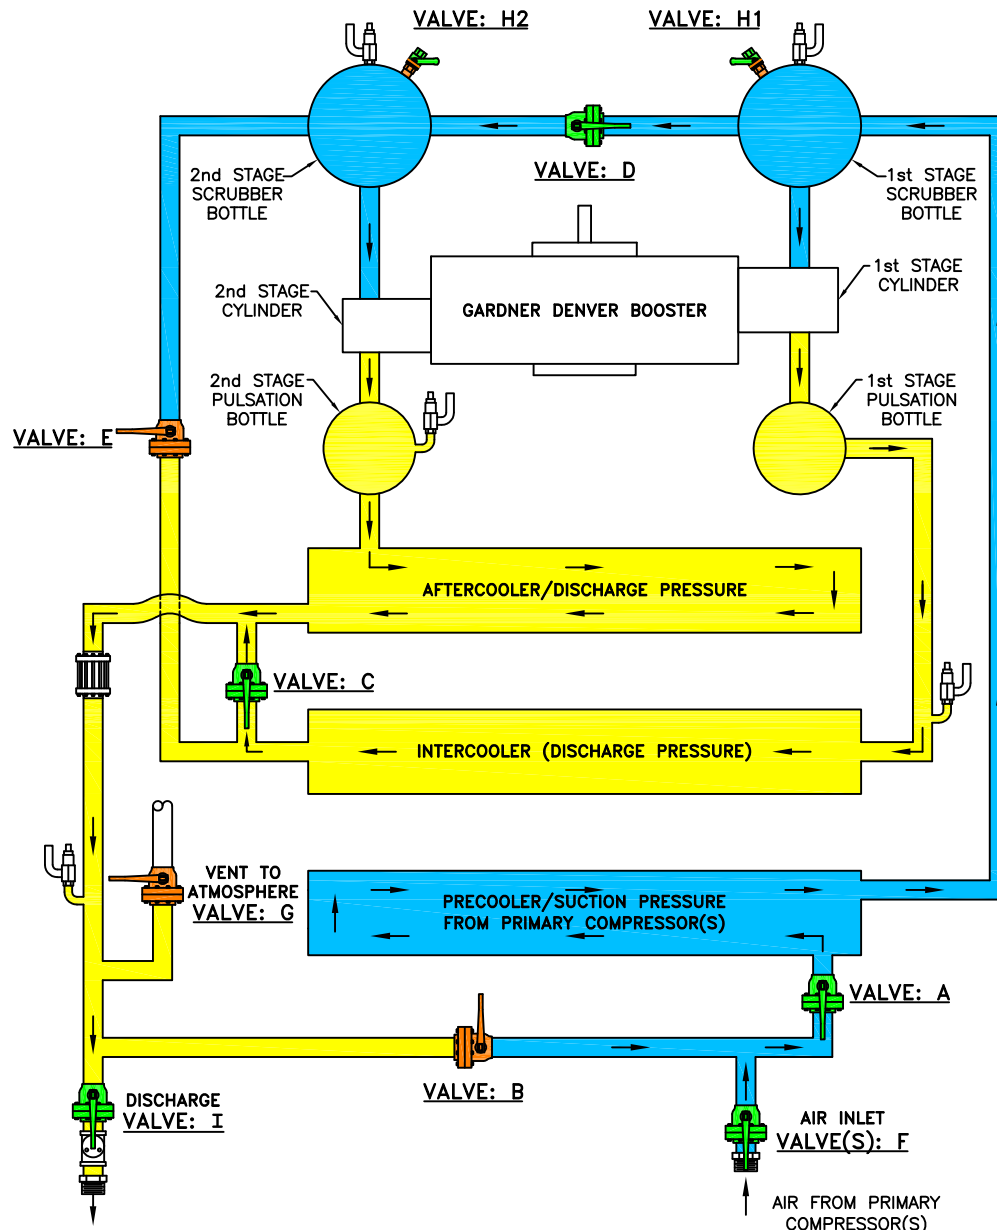 VALVE: H2
VALVE: H1
2nd STAGE
SCRUBBER
BOTTLE
VALVE: D
1st STAGE
SCRUBBER
BOTTLE
2nd STAGE
CYLINDER
GARDNER DENVER BOOSTER
1st STAGE
CYLINDER
2nd STAGE
PULSATION
BOTTLE
1st STAGE
PULSATION
BOTTLE
VALVE: E
AFTERCOOLER/DISCHARGE PRESSURE
VALVE: C
INTERCOOLER (DISCHARGE PRESSURE)
VENT TO
ATMOSPHERE
VALVE: G
PRECOOLER/SUCTION PRESSURE
FROM PRIMARY COMPRESSOR(S)
VALVE: A
VALVE: B
DISCHARGE
VALVE: I
AIR INLET
VALVE(S): F
AIR FROM PRIMARY
COMPRESSOR(S)